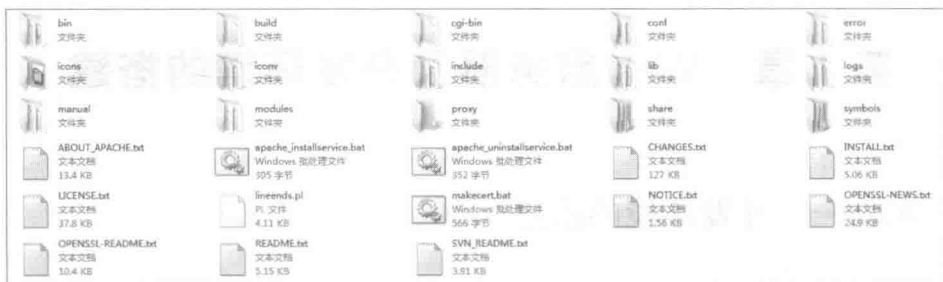 bin
文件夹
build
文件夹
cgi-bin
文件夹
conf
文件夹
error
文件夹
icons
文件夹
iconv
文件夹
include
文件夹
lib
文件夹
logs
文件夹
manual
文件夹
modules
文件夹
proxy
文件夹
share
文件夹
symbols
文件夹
ABOUT_APACHE.txt
文本文档
13.4 KB
apache_installservice.bat
Windows 批处理文件
305 字节
apache_uninstallservice.bat
Windows 批处理文件
352 字节
CHANGES.txt
文本文档
127 KB
INSTALL.txt
文本文档
5.06 KB
LICENSE.txt
文本文档
37.8 KB
lineends.pl
PL 文件
4.11 KB
makecert.bat
Windows 批处理文件
566 字节
NOTICE.txt
文本文档
1.56 KB
OPENSSL-NEWS.txt
文本文档
24.9 KB
OPENSSL-README.txt
文本文档
10.4 KB
README.txt
文本文档
5.15 KB
SVN_README.txt
文本文档
3.91 KB